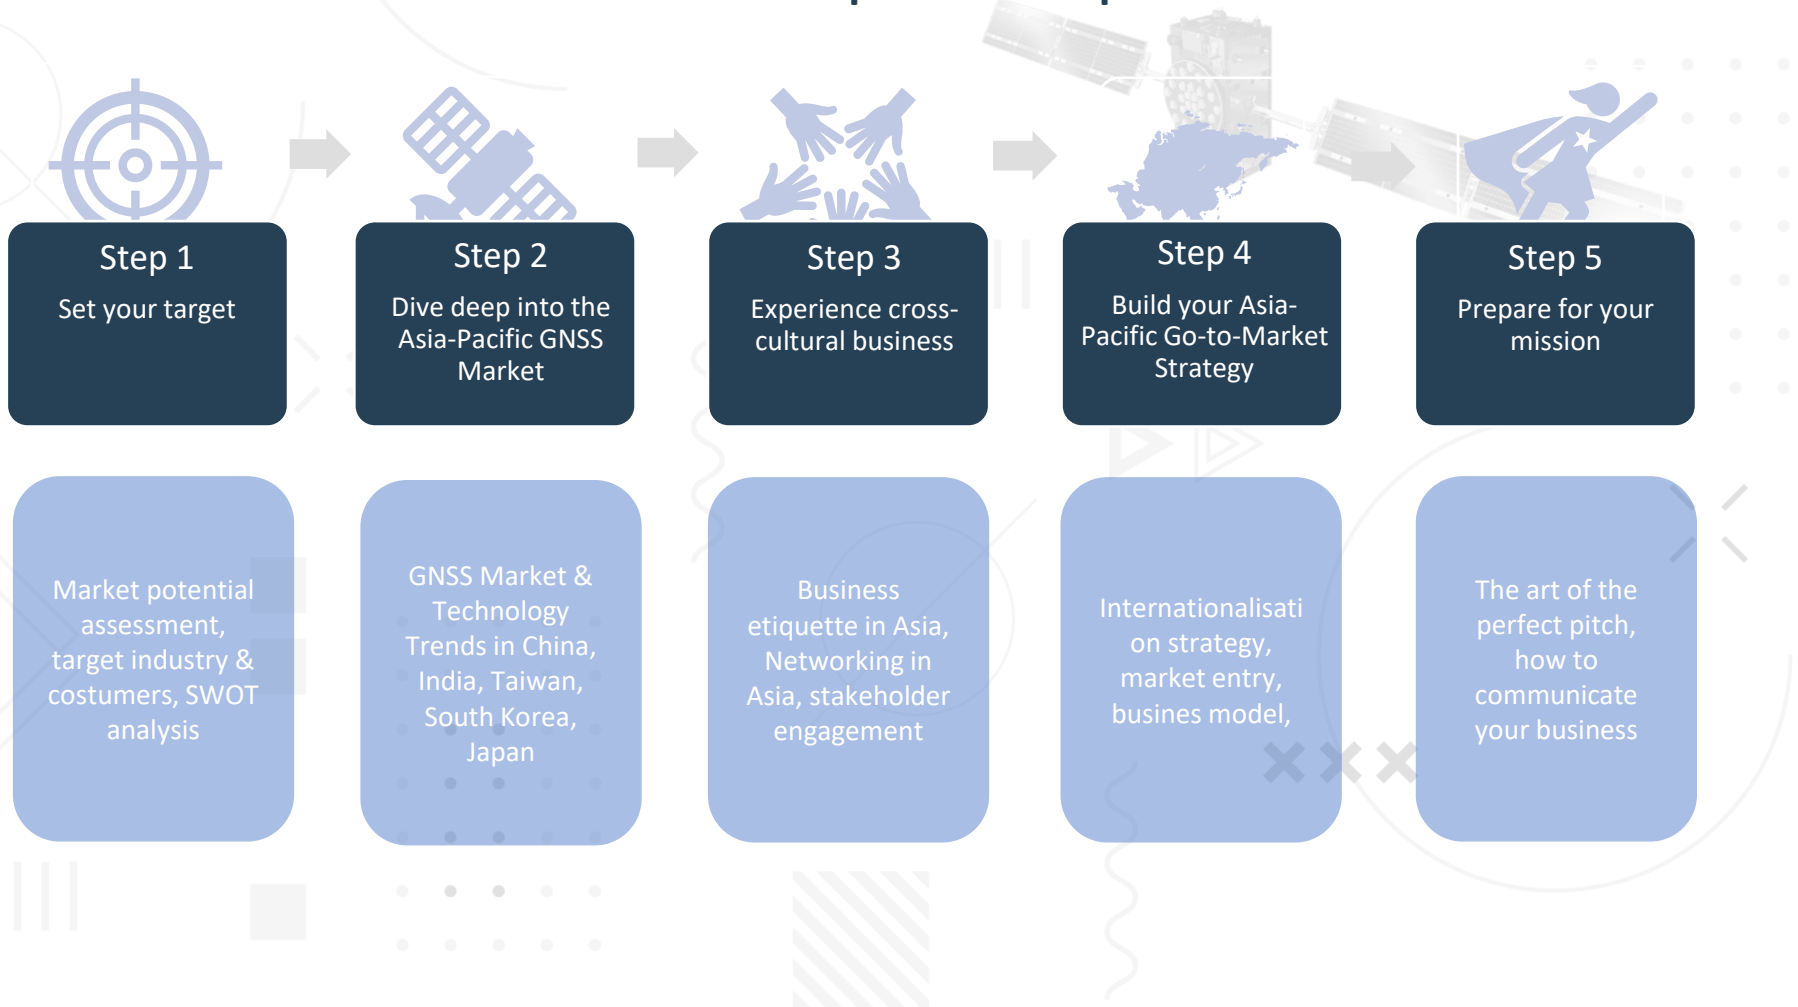 Step 1
Set your target
Step 2
Dive deep into the
Asia-Pacific GNSS
Market
Step 3
Experience cross-
cultural business
Step 4
Build your Asia-
Pacific Go-to-Market
Strategy
Step 5
Prepare for your
mission
Market potential
assessment,
target industry &
costumers, SWOT
analysis
GNSS Market &
Technology
Trends in China,
India, Taiwan,
South Korea,
Japan
Business
etiquette in Asia,
Networking in
Asia, stakeholder
engagement
Internationalisati
on strategy,
market entry,
busines model,
The art of the
perfect pitch,
how to
communicate
your business